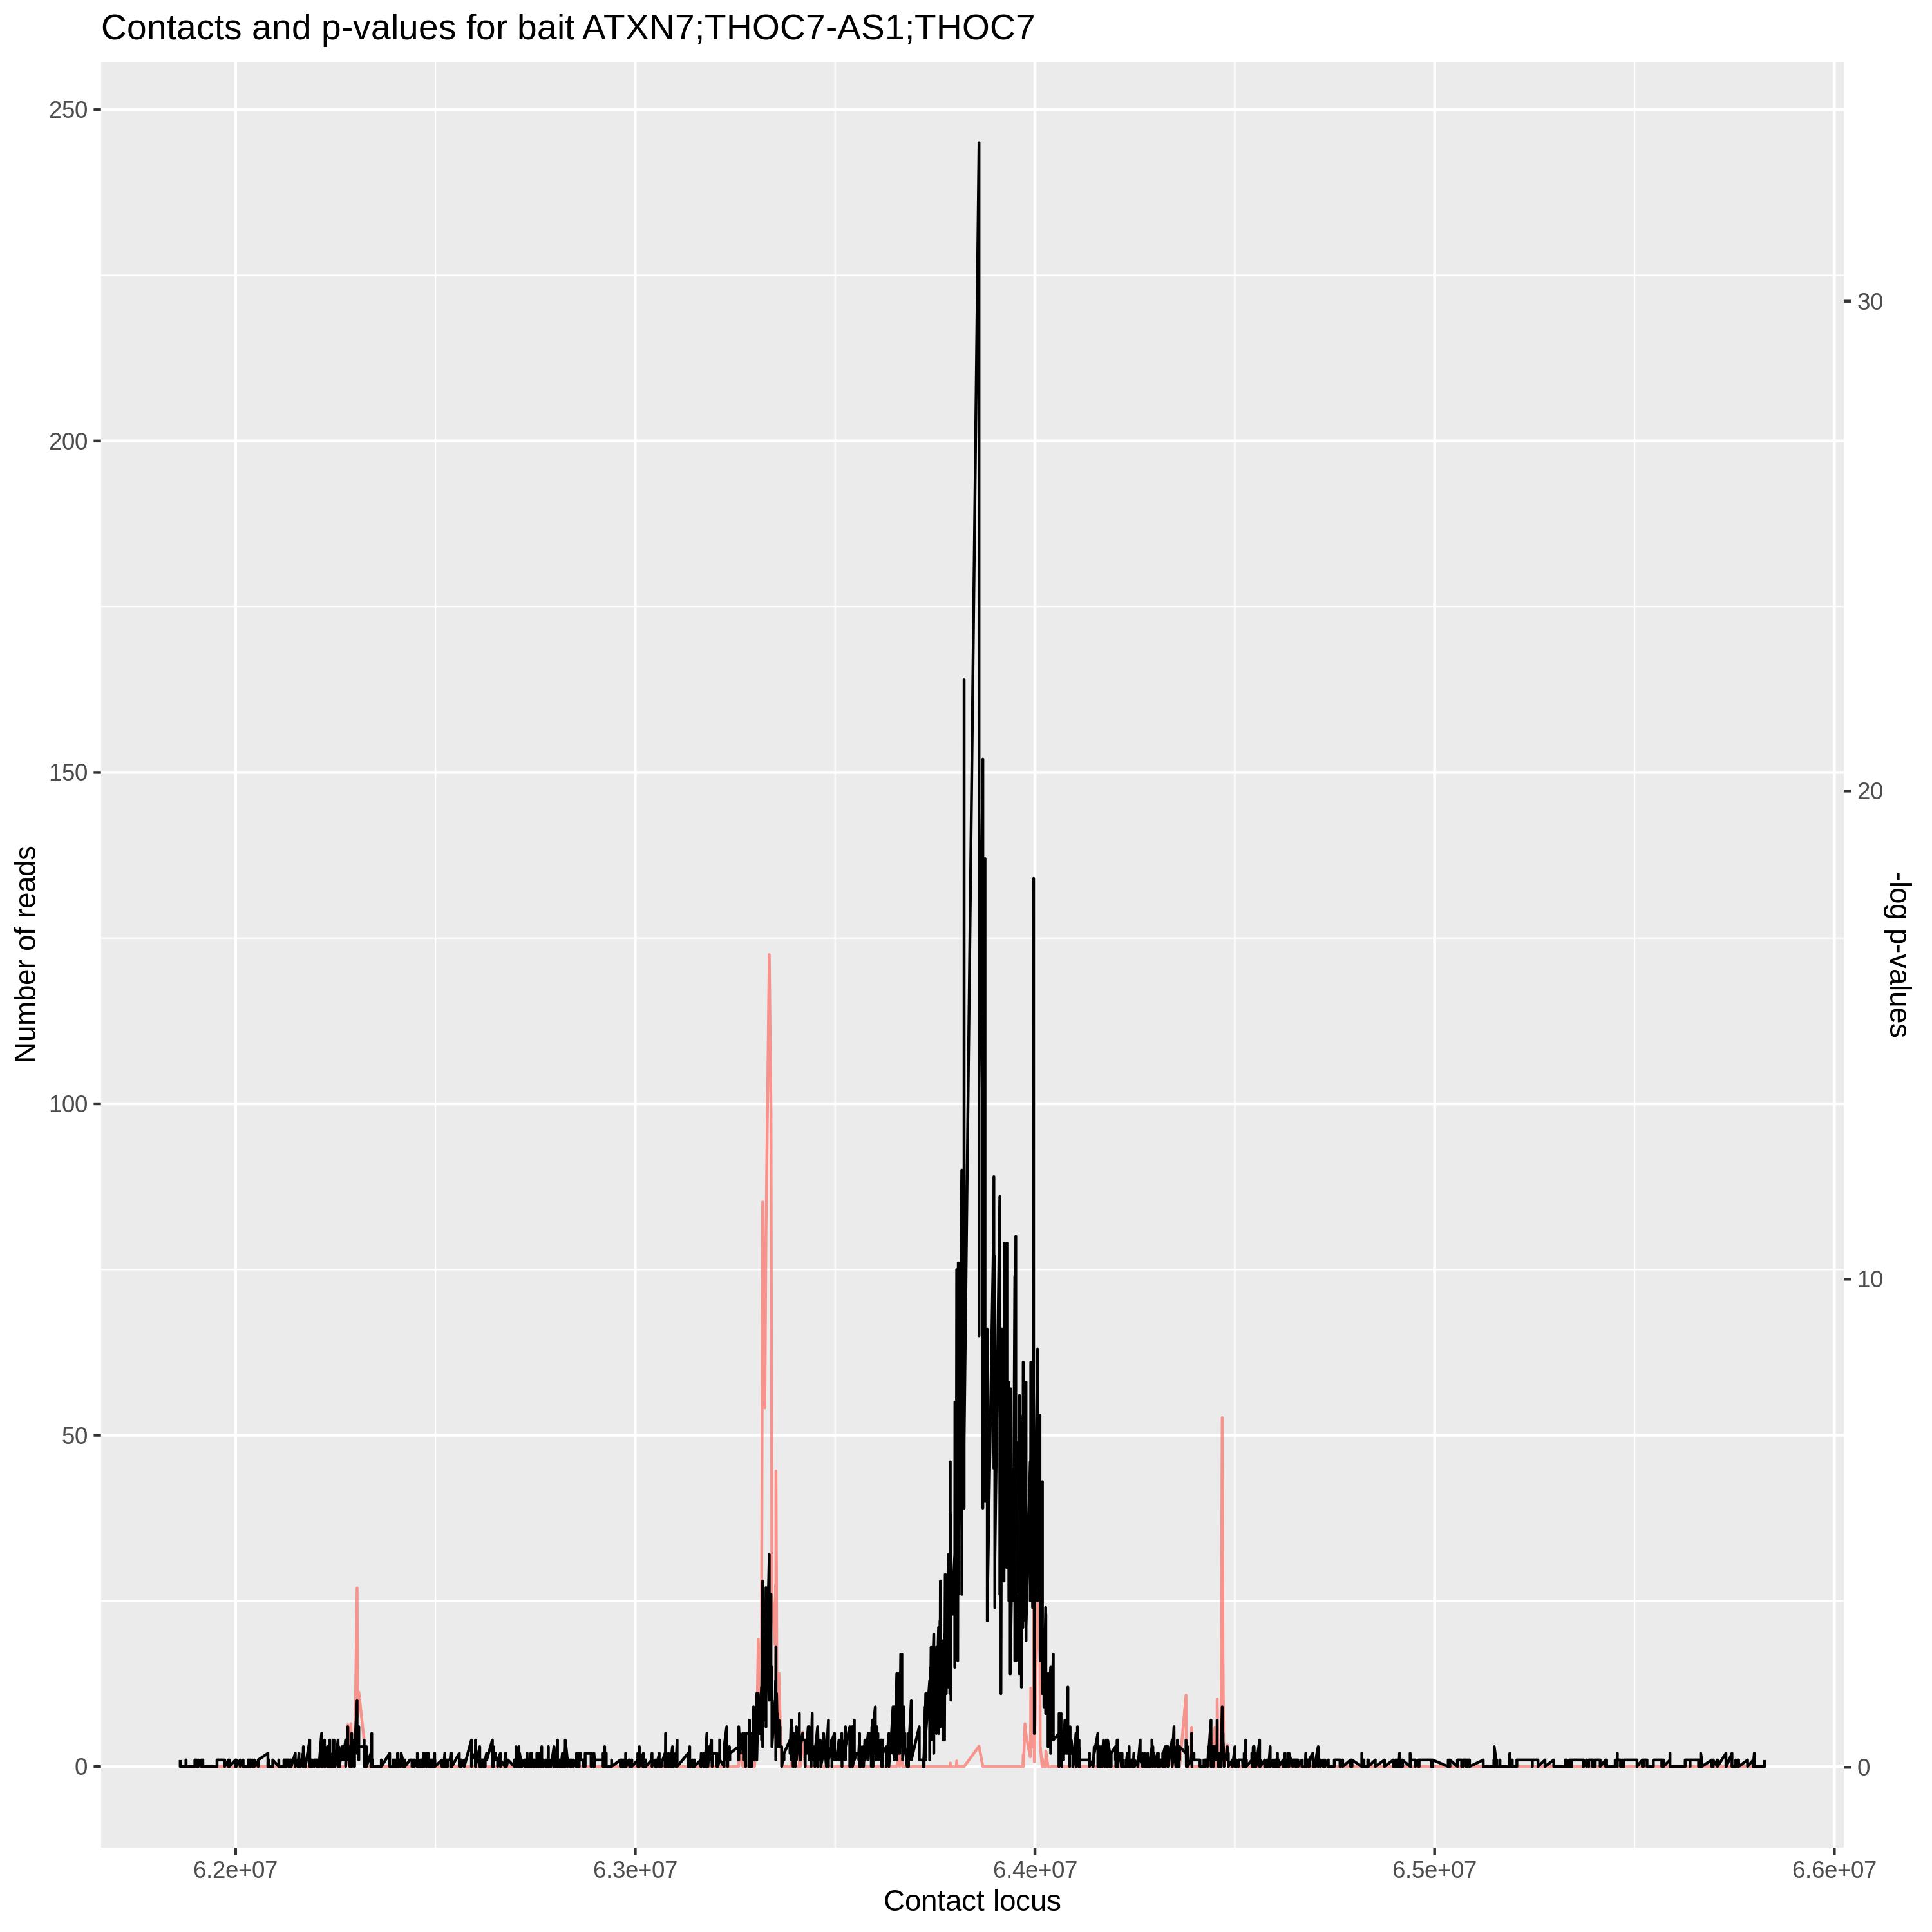 Contacts and p-values for bait ATXN7;THOC7-AS1;THOC7
250
200
150
100
50
0
Number of reads
30
20
10
0
-log p-values
6.2e+07
6.3e+07
6.4e+07
6.5e+07
6.6e+07
Contact locus